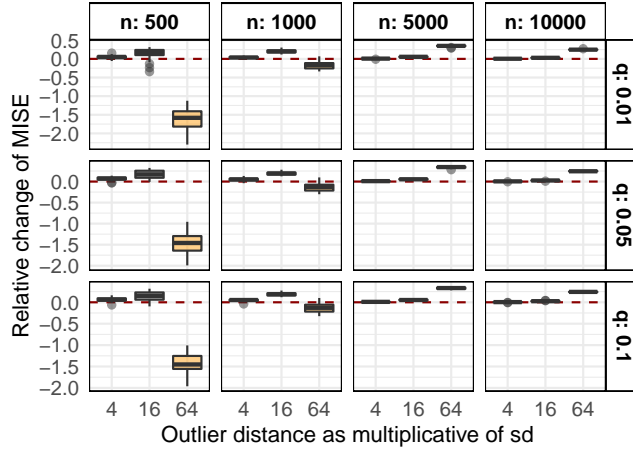 n: 500 n: 1000 n: 5000 n: 10000
Relative change of MISE
0.5
0.0
−0.5
−1.0
−1.5
−2.0
q: 0.01
0.0
−0.5
−1.0
−1.5
−2.0
q: 0.05
0.0
−0.5
−1.0
−1.5
−2.0
q: 0.1
4 16 64 4 16 64 4 16 64 4 16 64
Outlier distance as multiplicative of sd